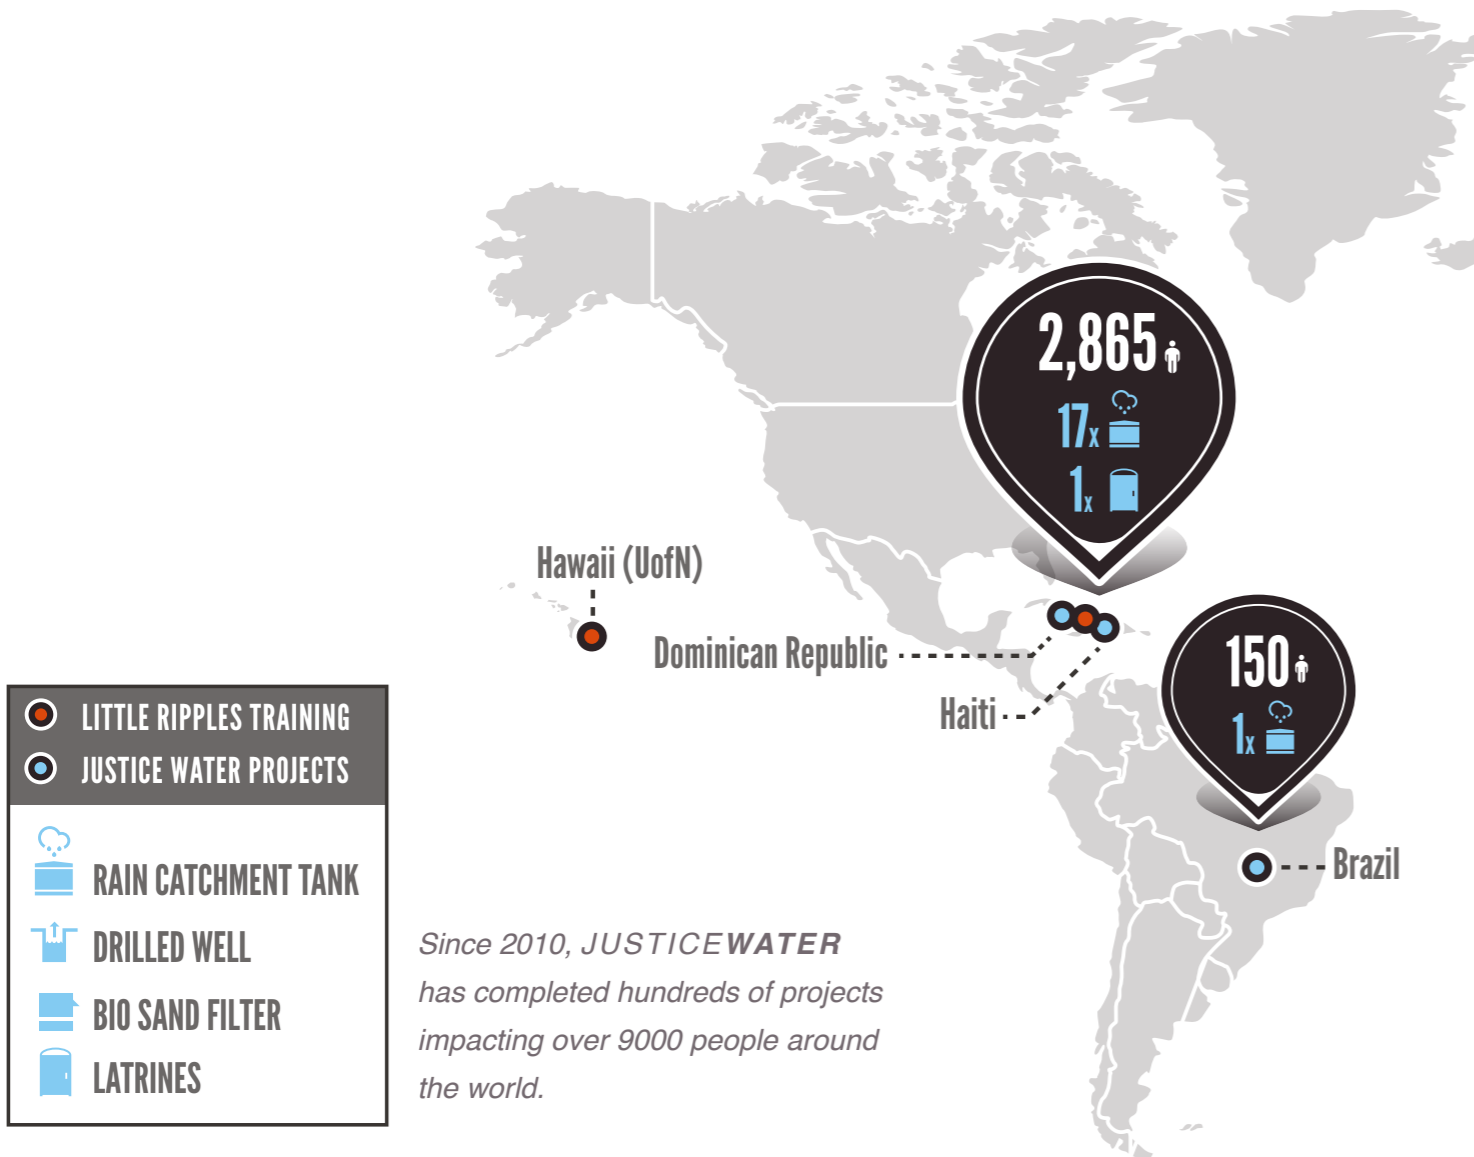 2,865
17x
1x
Hawaii (UofN)
Dominican Republic
Haiti
150
1x
Brazil
LITTLE RIPPLES TRAINING
JUSTICE WATER PROJECTS
RAIN CATCHMENT TANK
DRILLED WELL
BIO SAND FILTER
LATRINES
Since 2010, JUSTICEWATER
has completed hundreds of projects
impacting over 9000 people around
the world.